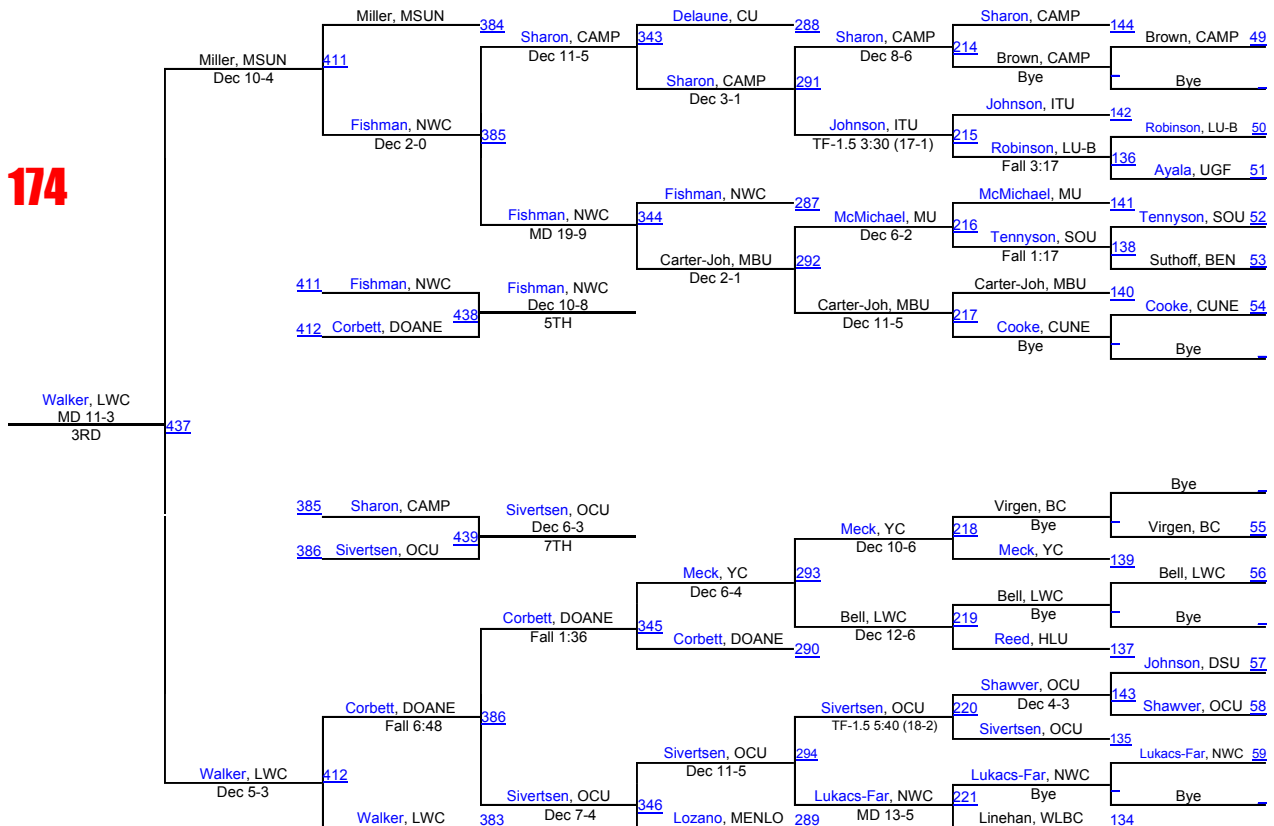 Miller, MSUN 384 Delaune, CU 288 Sharon, CAMP 144
Sharon, CAMP 343 Sharon, CAMP 214 Brown, CAMP 49
Dec 11-5 Dec 8-6
Miller, MSUN 411 Brown, CAMP
Dec 10-4 Bye
Sharon, CAMP 291 Bye
Dec 3-1
Fishman, NWC 385 Johnson, ITU 215 Johnson, ITU 142
Dec 2-0 TF-1.5 3:30 (17-1)
Robinson, LU-B 50
Robinson, LU-B 136
Fall 3:17
Ayala, UGF 51
174
Fishman, NWC 344 Fishman, NWC 287 McMichael, MU 141
MD 19-9
McMichael, MU 216 Tennyson, SOU 52
Dec 6-2
Tennyson, SOU 138
Fall 1:17
Carter-Joh, MBU 292 Suthoff, BEN 53
Dec 2-1
411 Fishman, NWC 438 Fishman, NWC
Dec 10-8
5TH
412 Corbett, DOANE
Carter-Joh, MBU 217 Carter-Joh, MBU 140
Dec 11-5
Cooke, CUNE 54
Cooke, CUNE
Bye
Bye
Walker, LWC 437
MD 11-3
3RD
Bye
385 Sharon, CAMP 439 Sivertsen, OCU
Dec 6-3
7TH
386 Sivertsen, OCU
Virgen, BC
Bye
Virgen, BC 55
Meck, YC 218 Meck, YC 139
Dec 10-6
Meck, YC 293 Bell, LWC 56
Dec 6-4
Bell, LWC
Bye
Bye
Corbett, DOANE 345 Bell, LWC 219
Fall 1:36 Dec 12-6
Corbett, DOANE 290 Reed, HLU 137
Johnson, DSU 57
Shawver, OCU 143
Dec 4-3
Shawver, OCU 58
Corbett, DOANE 386 Sivertsen, OCU 220
Fall 6:48 TF-1.5 5:40 (18-2)
Sivertsen, OCU 135
Sivertsen, OCU 294 Lukacs-Far, NWC 59
Dec 11-5
Walker, LWC 412 Lukacs-Far, NWC
Dec 5-3 Bye
Sivertsen, OCU 346 Lukacs-Far, NWC 221 Bye
Dec 7-4 MD 13-5
Walker, LWC 383 Lozano, MENLO 289 Linehan, WLBC 134